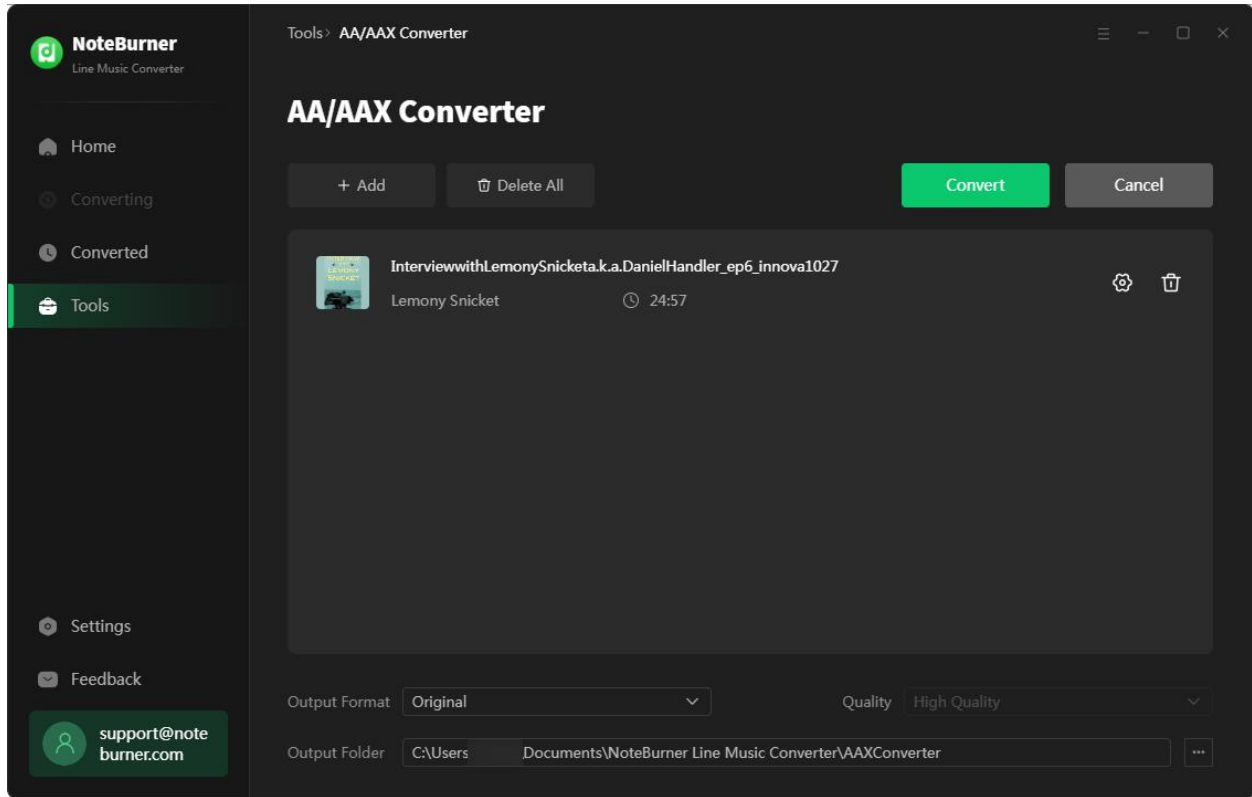 NoteBurner
Line Music Converter
Home
Converting
Converted
Tools
Settings
Feedback
support@note
burner.com
Tools> AA/AAX Converter
AA/AAX Converter
+ Add
Delete All
Convert
Cancel
LEMONY
SNICKET
InterviewwithLemonySnicketa.k.a.DanielHandler_ep6_innova1027
Lemony Snicket
24:57
Output Format Original
Quality High Quality
Output Folder C:\Users Documents\NoteBurner Line Music Converter\AAXConverter